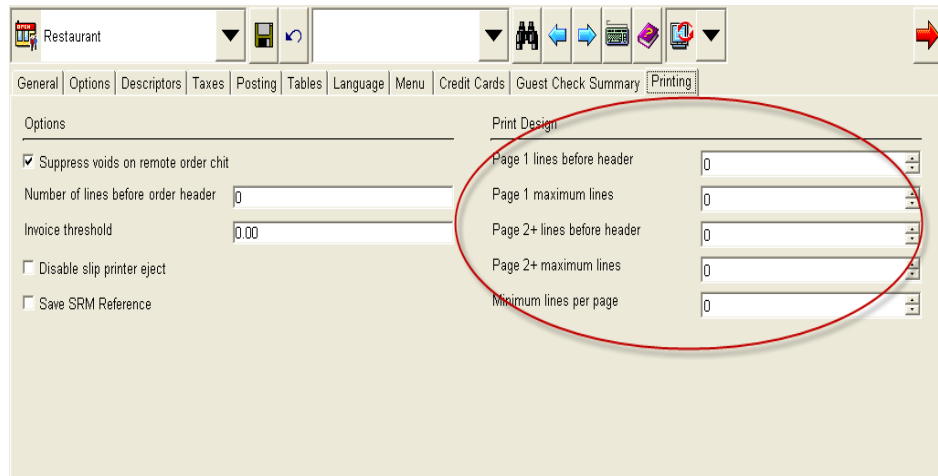 OPEN
Restaurant
General Options Descriptors Taxes Posting Tables Language Menu Credit Cards Guest Check Summary Printing
Options
Suppress voids on remote order chit
Number of lines before order header 0
Invoice threshold 0.00
Disable slip printer eject
Save SRM Reference
Print Design
Page 1 lines before header 0
Page 1 maximum lines 0
Page 2+ lines before header 0
Page 2+ maximum lines 0
Minimum lines per page 0